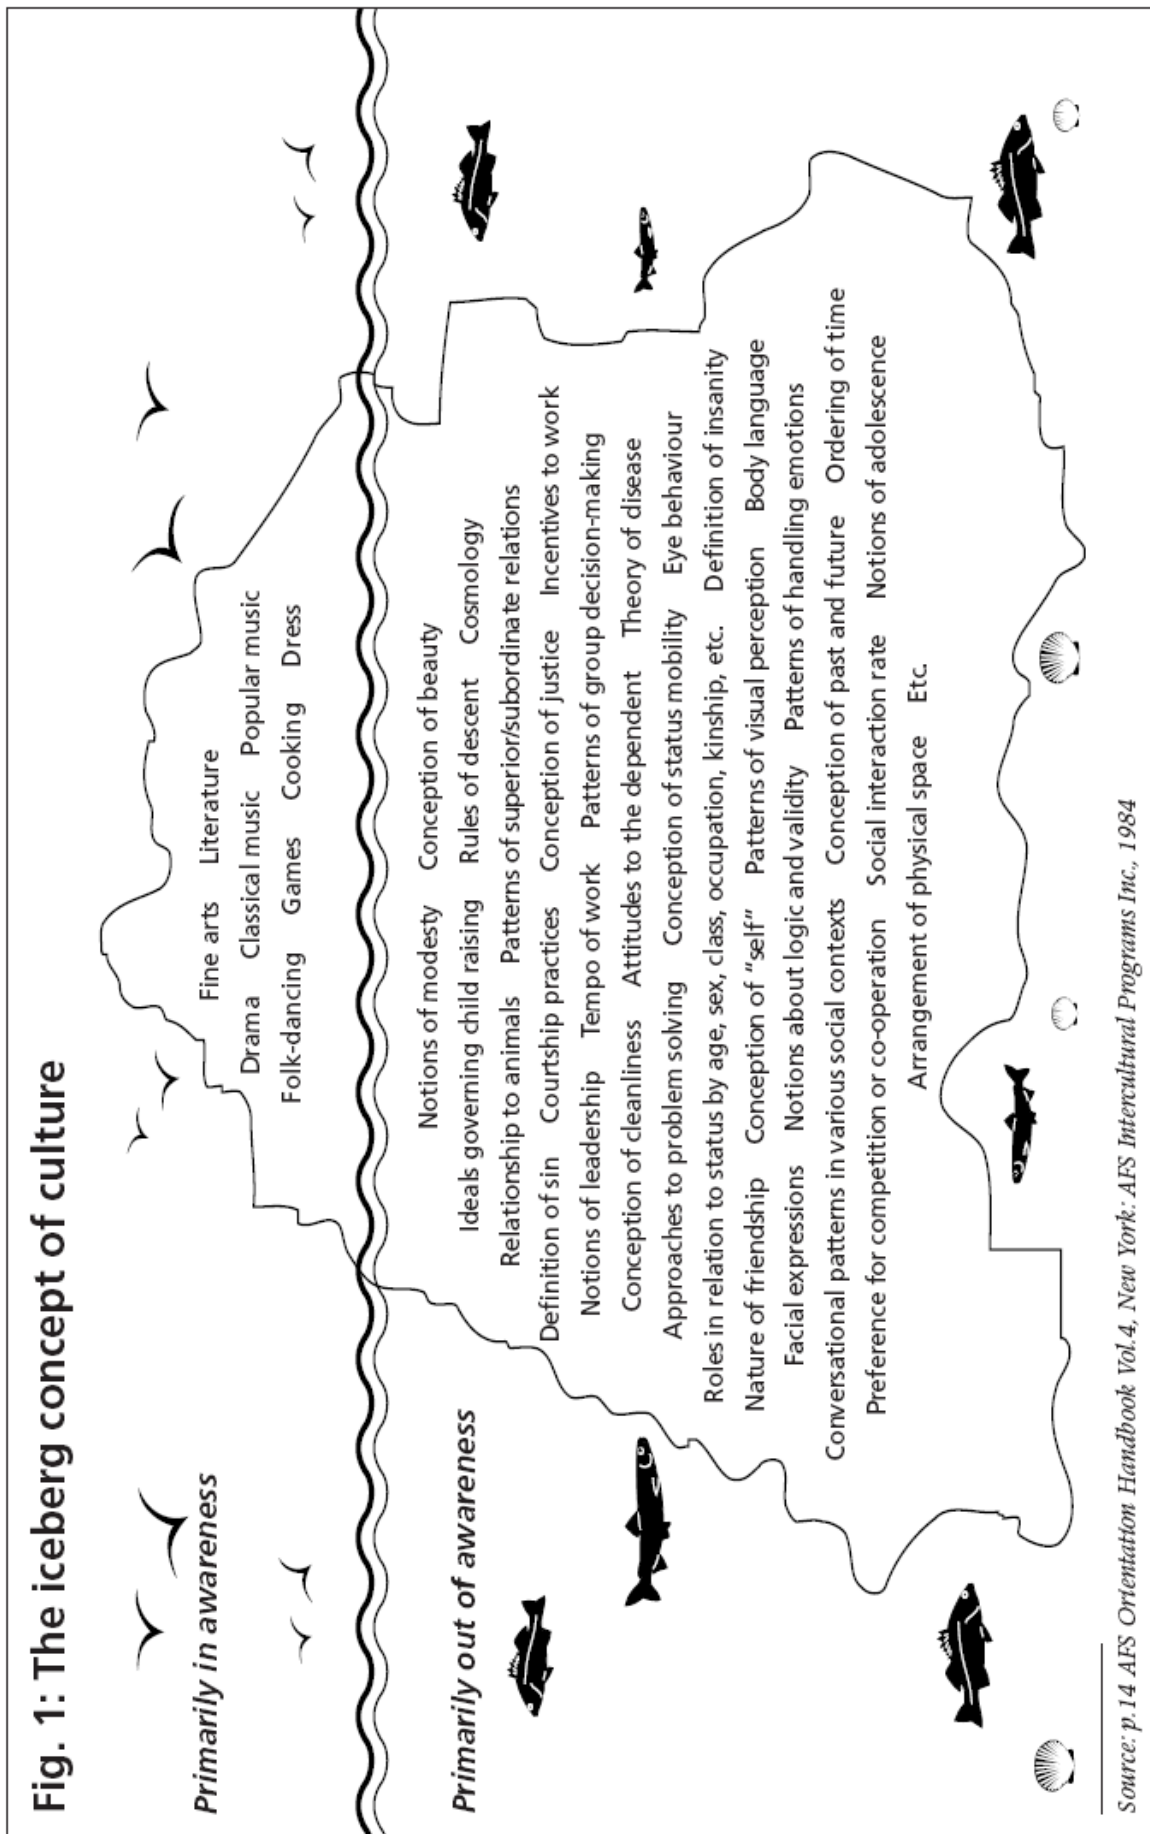 Fig. 1: The iceberg concept of culture
Primarily in awareness
Fine arts Literature
Drama Classical music Popular music
Folk-dancing Games Cooking Dress
Primarily out of awareness
Notions of modesty Conception of beauty
Ideals governing child raising Rules of descent Cosmology
Relationship to animals Patterns of superior/subordinate relations
Definition of sin Courtship practices Conception of justice Incentives to work
Notions of leadership Tempo of work Patterns of group decision-making
Conception of cleanliness Attitudes to the dependent Theory of disease
Approaches to problem solving Conception of status mobility Eye behaviour
Roles in relation to status by age, sex, class, occupation, kinship, etc. Definition of insanity
Nature of friendship Conception of “self” Patterns of visual perception Body language
Facial expressions Notions about logic and validity Patterns of handling emotions
Conversational patterns in various social contexts Conception of past and future Ordering of time
Preference for competition or co-operation Social interaction rate Notions of adolescence
Arrangement of physical space Etc.
Source: p.14 AFS Orientation Handbook Vol.4, New York: AFS Intercultural Programs Inc., 1984